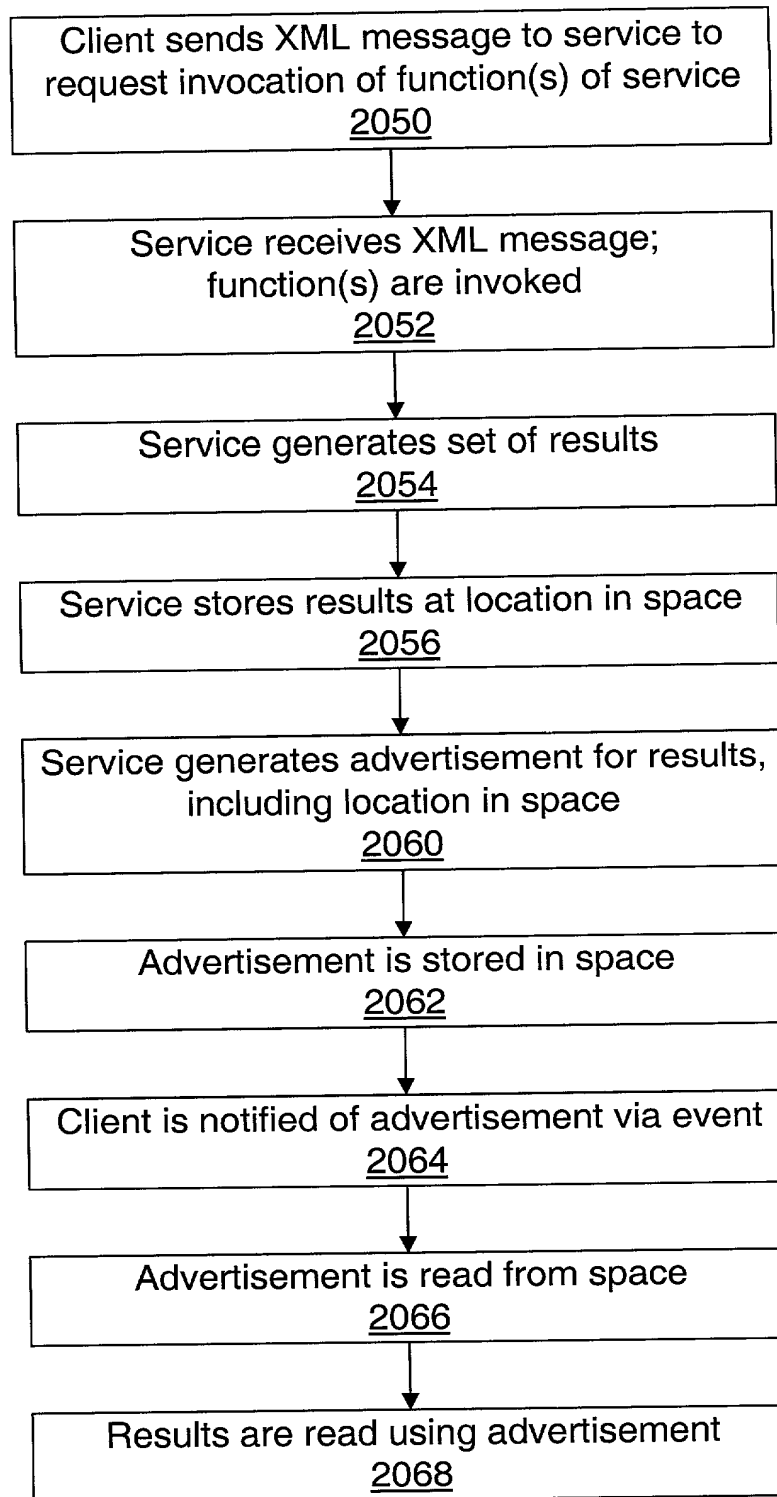 Client sends XML message to service to
request invocation of function(s) of service
2050
Service receives XML message;
function(s) are invoked
2052
Service generates set of results
2054
Service stores results at location in space
2056
Service generates advertisement for results,
including location in space
2060
Advertisement is stored in space
2062
Client is notified of advertisement via event
2064
Advertisement is read from space
2066
Results are read using advertisement
2068